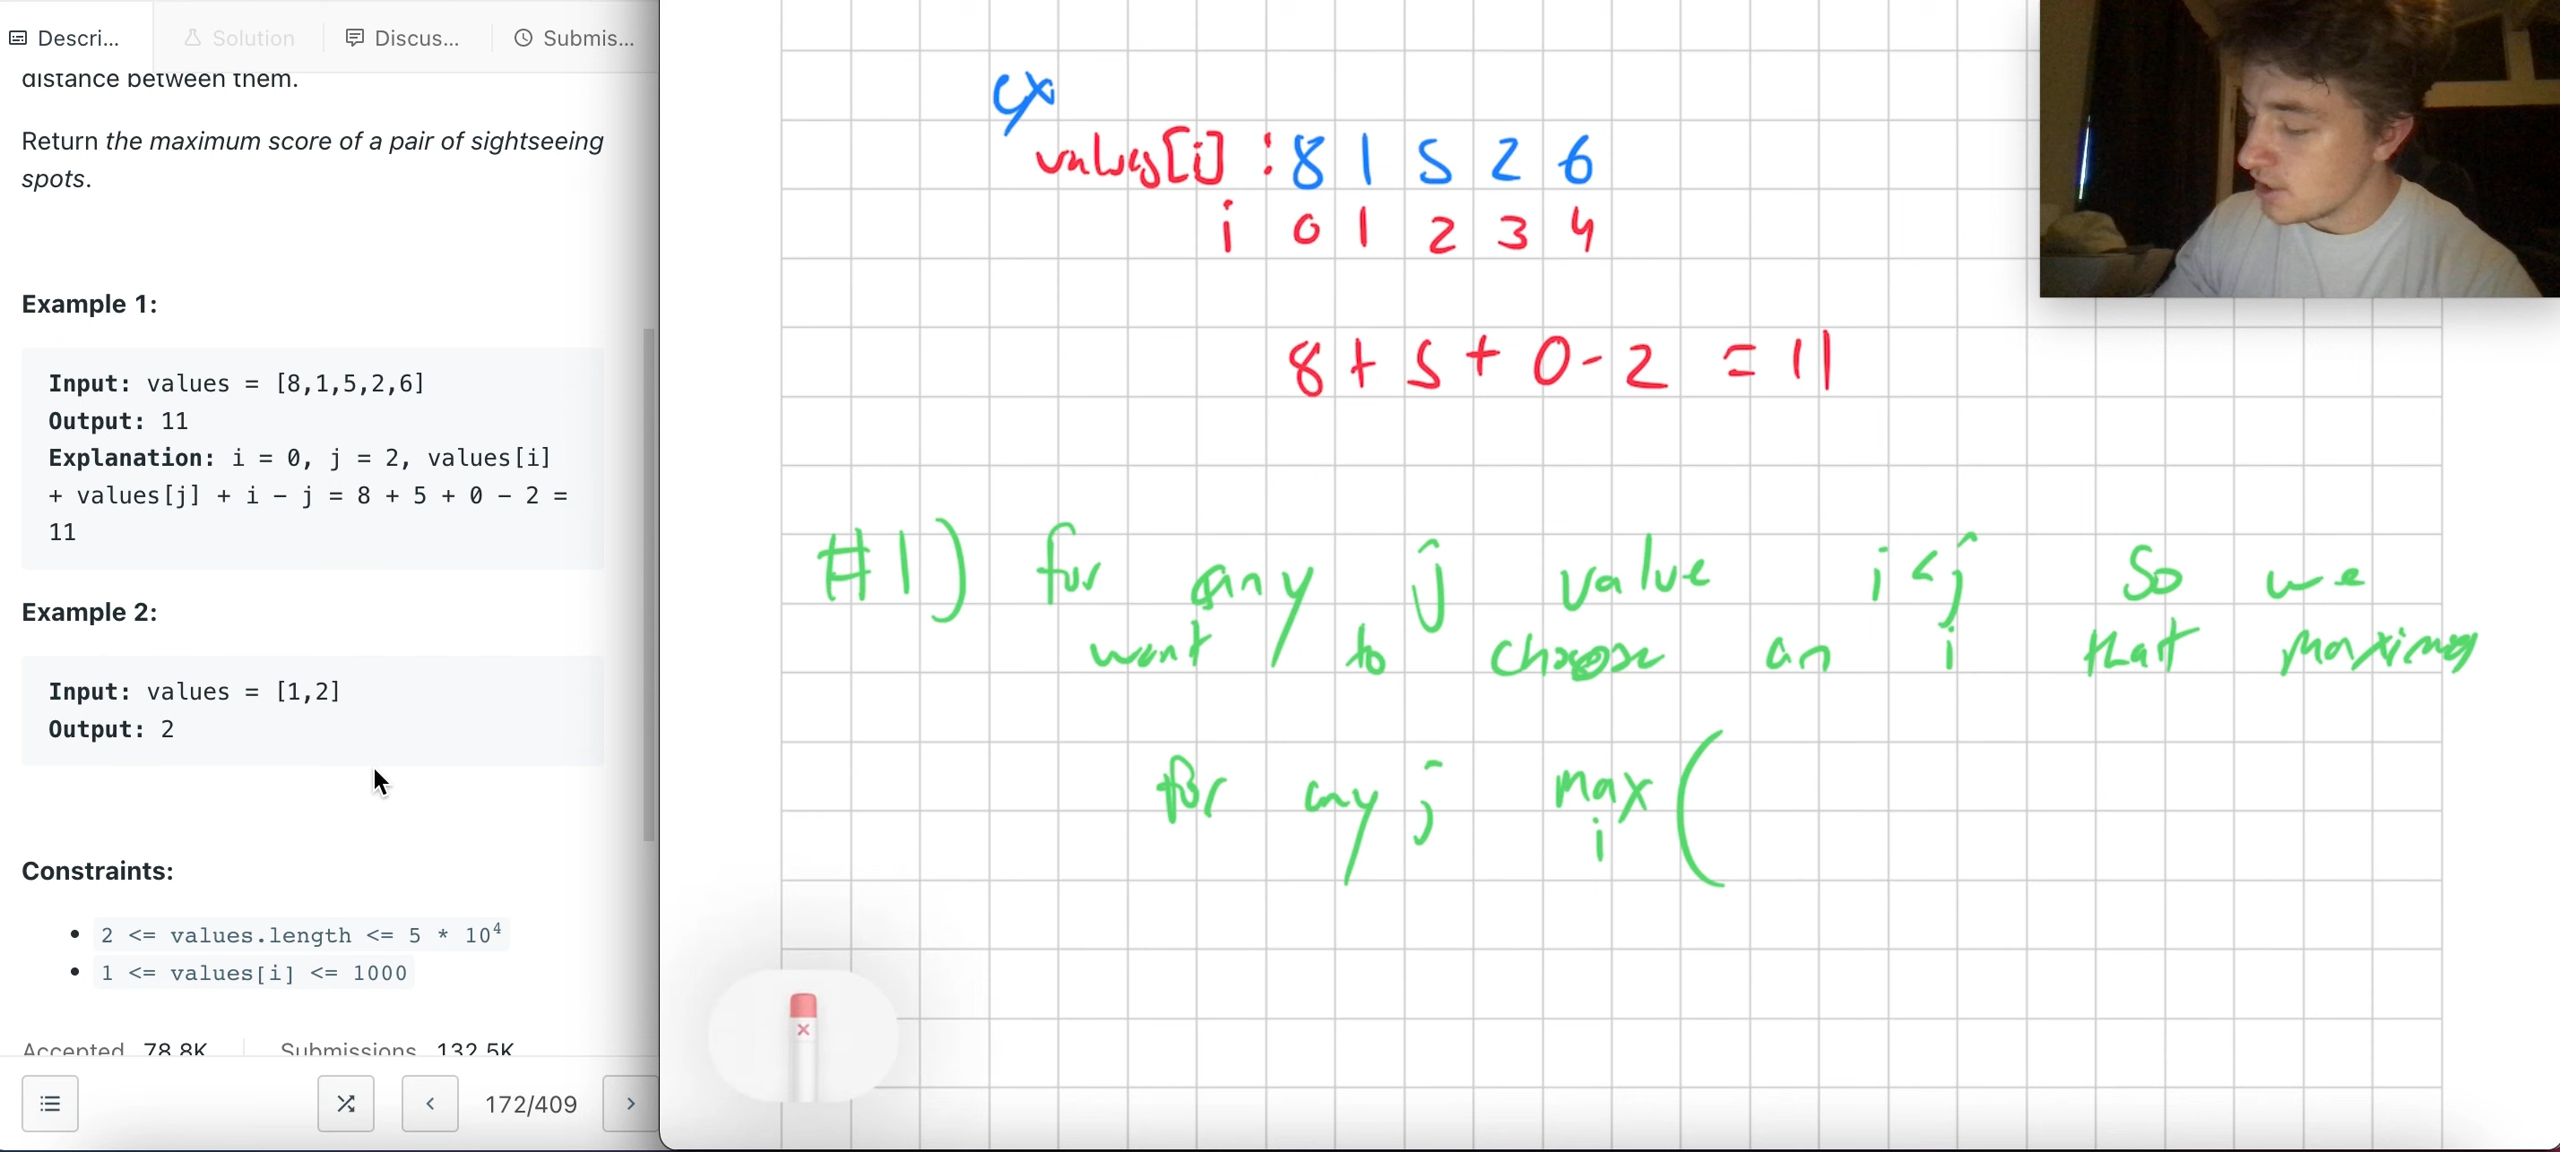 Descri...
Solution
Discus...
Submis...
distance between them.
Return the maximum score of a pair of sightseeing
spots.
Example 1:
Input: values = [8,1,5,2,6]
Output: 11
Explanation: i = 0, j = 2, values[i]
+ values[j] + i - j = 8 + 5 + 0 - 2 =
11
Example 2:
Input: values = [1,2]
Output: 2
Constraints:
2 <= values.length <= 5 * 10⁴
1 <= values[i] <= 1000
Accepted 78.8K
Submissions 132.5K
172/409
ex
values[i] : 8 1 5 2 6
i 0 1 2 3 4
8 + 5 + 0 - 2 = 11
#1) for any j value i < j so we
want to choose an i that
for any j max (
i